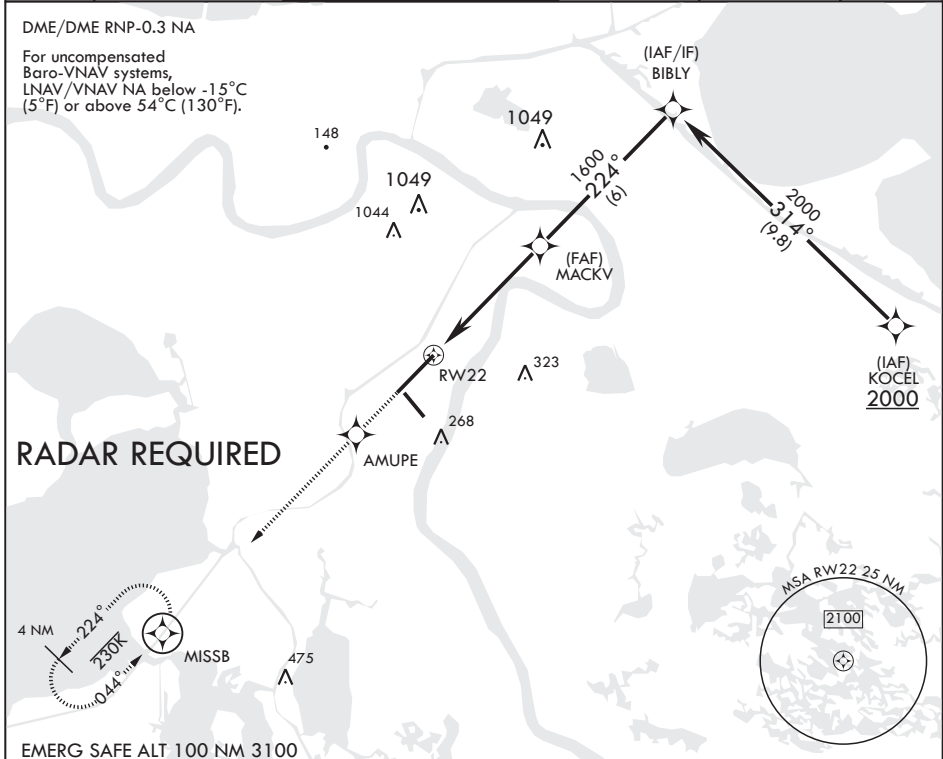 DME/DME RNP-0.3 NA
For uncompensated
Baro-VNAV systems,
LNAV/VNAV NA below -15°C
(5°F) or above 54°C (130°F).
(IAF/IF)
BIBLY
148
1049
1600
224°
(6)
1049
1044
2000
314°
(9.8)
(FAF)
MACKV
(IAF)
KOCEL
2000
RW22
323
268
RADAR REQUIRED
AMUPE
MSA RW22 25 NM
2100
4 NM
224°
230K
044°
MISSB
475
EMERG SAFE ALT 100 NM 3100